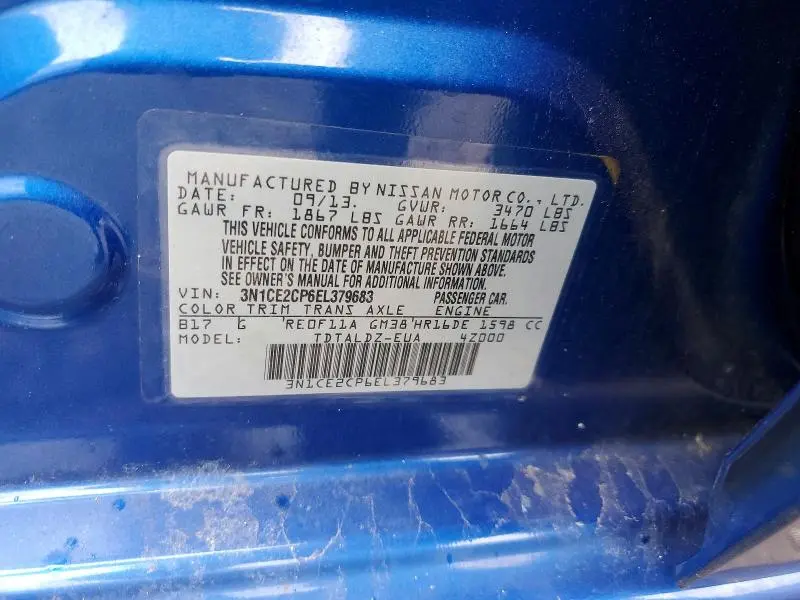 MANUFACTURED BY NISSAN MOTOR CO., LTD.
DATE: 09/13. GVWR: 3470 LBS
GAWR FR: 1867 LBS GAWR RR: 1664 LBS
THIS VEHICLE CONFORMS TO ALL APPLICABLE FEDERAL MOTOR
VEHICLE SAFETY, BUMPER AND THEFT PREVENTION STANDARDS
IN EFFECT ON THE DATE OF MANUFACTURE SHOWN ABOVE.
SEE OWNER'S MANUAL FOR ADDITIONAL INFORMATION.
VIN: 3N1CE2CP6EL379683 PASSENGER CAR.
COLOR TRIM TRANS AXLE ENGINE
B17 G RE0F11A GM38 HR16DE 1598 CC
MODEL: TDTALDZ-EUA 4Z000
3N1CE2CP6EL379683